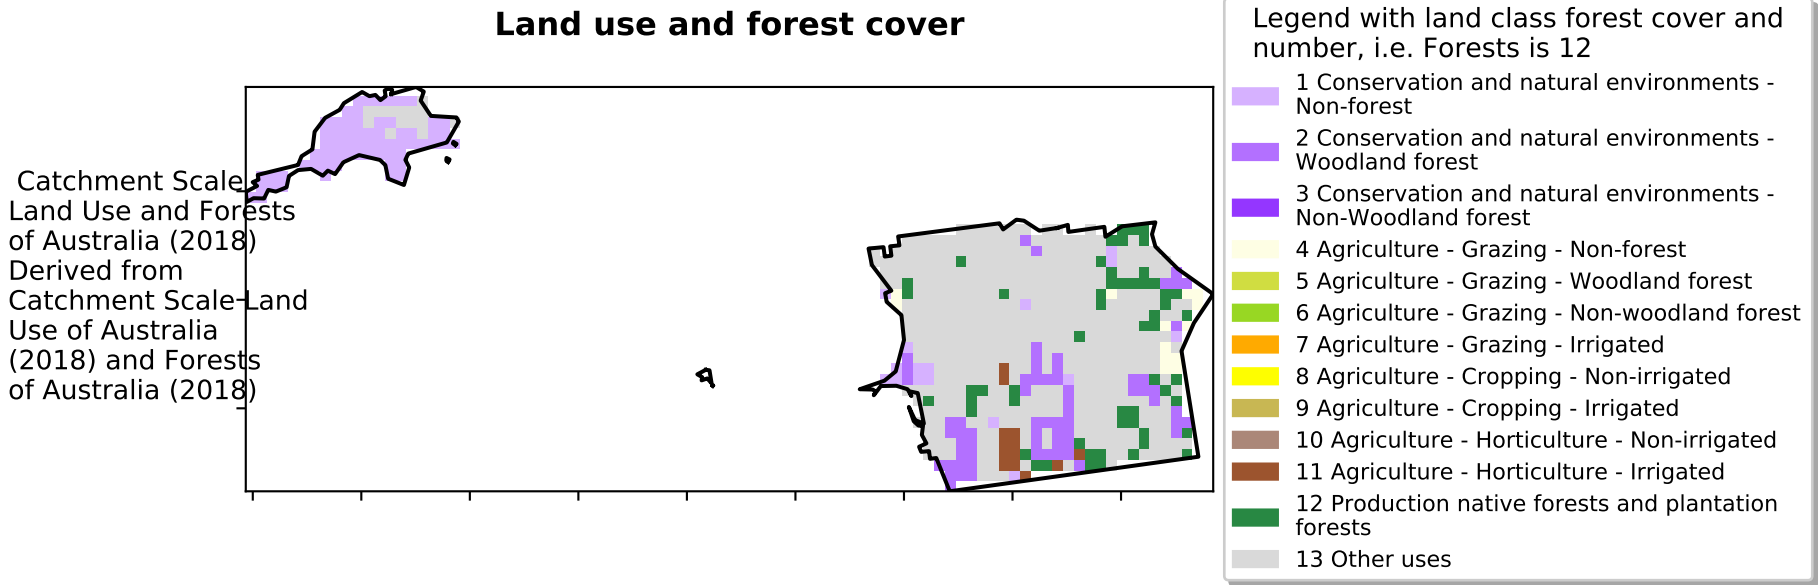 Land use and forest cover
Catchment Scale
Land Use and Forests
of Australia (2018)
Derived from
Catchment Scale Land
Use of Australia
(2018) and Forests
of Australia (2018)
Legend with land class forest cover and
number, i.e. Forests is 12
1 Conservation and natural environments -
Non-forest
2 Conservation and natural environments -
Woodland forest
3 Conservation and natural environments -
Non-Woodland forest
4 Agriculture - Grazing - Non-forest
5 Agriculture - Grazing - Woodland forest
6 Agriculture - Grazing - Non-woodland forest
7 Agriculture - Grazing - Irrigated
8 Agriculture - Cropping - Non-irrigated
9 Agriculture - Cropping - Irrigated
10 Agriculture - Horticulture - Non-irrigated
11 Agriculture - Horticulture - Irrigated
12 Production native forests and plantation
forests
13 Other uses